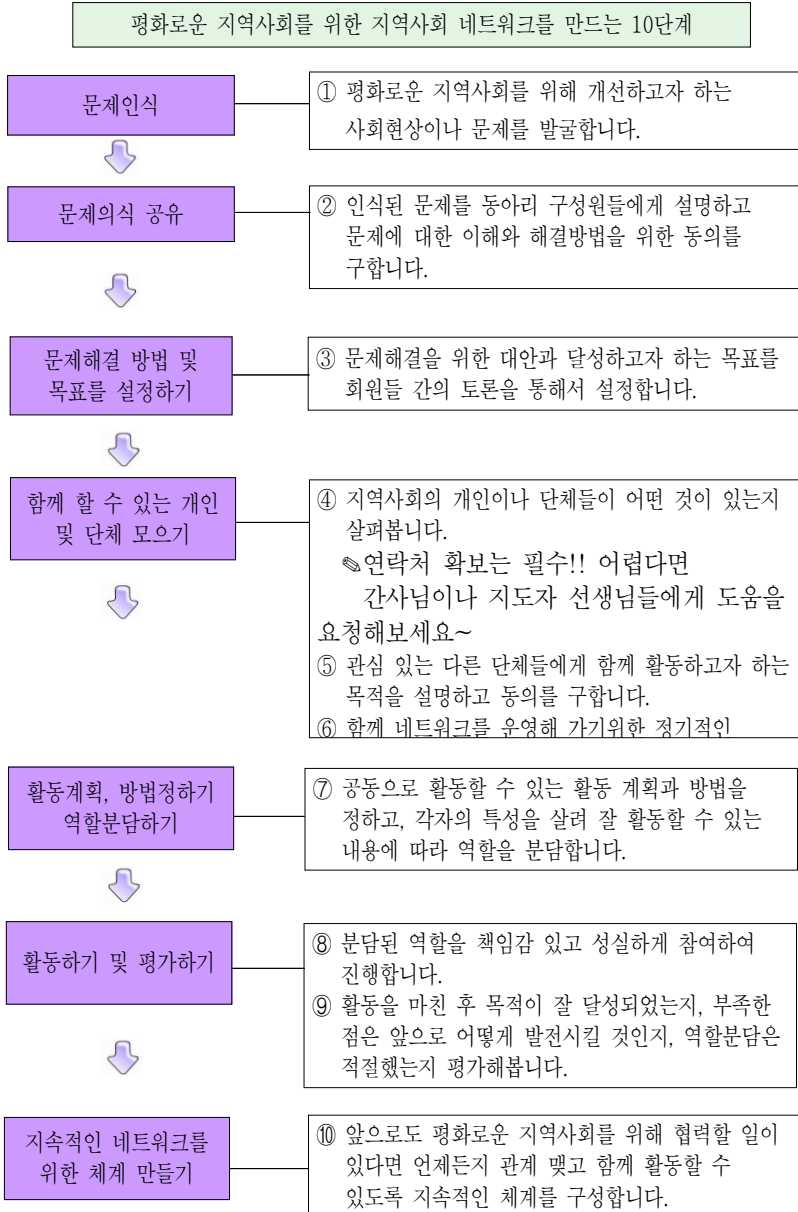 평화로운 지역사회를 위한 지역사회 네트워크를 만드는 10단계
문제인식
① 평화로운 지역사회를 위해 개선하고자 하는
사회현상이나 문제를 발굴합니다.
문제의식 공유
② 인식된 문제를 동아리 구성원들에게 설명하고
문제에 대한 이해와 해결방법을 위한 동의를
구합니다.
문제해결 방법 및
목표를 설정하기
③ 문제해결을 위한 대안과 달성하고자 하는 목표를
회원들 간의 토론을 통해서 설정합니다.
함께 할 수 있는 개인
및 단체 모으기
④ 지역사회의 개인이나 단체들이 어떤 것이 있는지
살펴봅니다.
✎연락처 확보는 필수!! 어렵다면
간사님이나 지도자 선생님들에게 도움을
요청해보세요~
⑤ 관심 있는 다른 단체들에게 함께 활동하고자 하는
목적을 설명하고 동의를 구합니다.
⑥ 함께 네트워크를 운영해 가기위한 정기적인
활동계획, 방법정하기
역할분담하기
⑦ 공동으로 활동할 수 있는 활동 계획과 방법을
정하고, 각자의 특성을 살려 잘 활동할 수 있는
내용에 따라 역할을 분담합니다.
활동하기 및 평가하기
⑧ 분담된 역할을 책임감 있고 성실하게 참여하여
진행합니다.
⑨ 활동을 마친 후 목적이 잘 달성되었는지, 부족한
점은 앞으로 어떻게 발전시킬 것인지, 역할분담은
적절했는지 평가해봅니다.
지속적인 네트워크를
위한 체계 만들기
⑩ 앞으로도 평화로운 지역사회를 위해 협력할 일이
있다면 언제든지 관계 맺고 함께 활동할 수
있도록 지속적인 체계를 구성합니다.